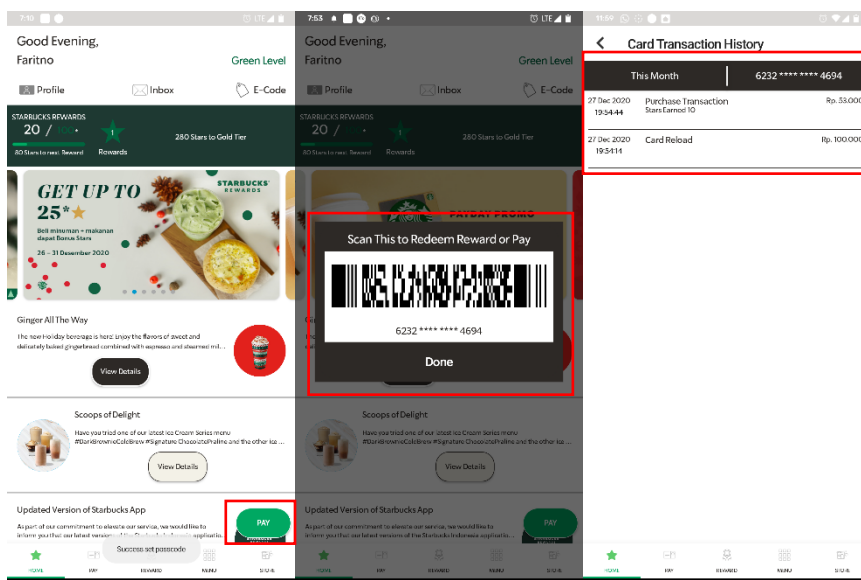 7:10
LTE
Good Evening,
Faritno
Green Level
Profile
Inbox
E-Code
STARBUCKS REWARDS
20 / 100
1
280 Stars to Gold Tier
80 Stars to next Reward
Rewards
GET UP TO
25*
STARBUCKS
REWARDS
Beli minuman + makanan
dapat Bonus Stars
26 - 31 Desember 2020
Ginger All The Way
The new Holiday beverage is here! Enjoy the flavors of sweet and
delicately baked gingerbread combined with espresso and steamed mil...
View Details
Scoops of Delight
Have you tried one of our latest Ice Cream Series menu
#DarkBrownieColdBrew #Signature ChocolatePraline and the other ice ...
View Details
Updated Version of Starbucks App
As part of our commitment to elevate our service, we would like to
inform you that our latest version of the Starbucks Indonesia applicatio...
PAY
Success set passcode
HOME
PAY
REWARD
MENU
STORE
7:53
LTE
Good Evening,
Faritno
Green Level
Profile
Inbox
E-Code
STARBUCKS REWARDS
20 / 100
1
280 Stars to Gold Tier
80 Stars to next Reward
Rewards
PAYDAY PROMO
Scan This to Redeem Reward or Pay
6232 **** **** 4694
Done
Scoops of Delight
Have you tried one of our latest Ice Cream Series menu
#DarkBrownieColdBrew #Signature ChocolatePraline and the other ice ...
View Details
Updated Version of Starbucks App
As part of our commitment to elevate our service, we would like to
inform you that our latest version of the Starbucks Indonesia applicatio...
PAY
HOME
PAY
REWARD
MENU
STORE
11:59
Card Transaction History
This Month
6232 **** **** 4694
27 Dec 2020
19:54:44
Purchase Transaction
Stars Earned 10
Rp. 53.000
27 Dec 2020
19:54:14
Card Reload
Rp. 100.000
HOME
PAY
REWARD
MENU
STORE